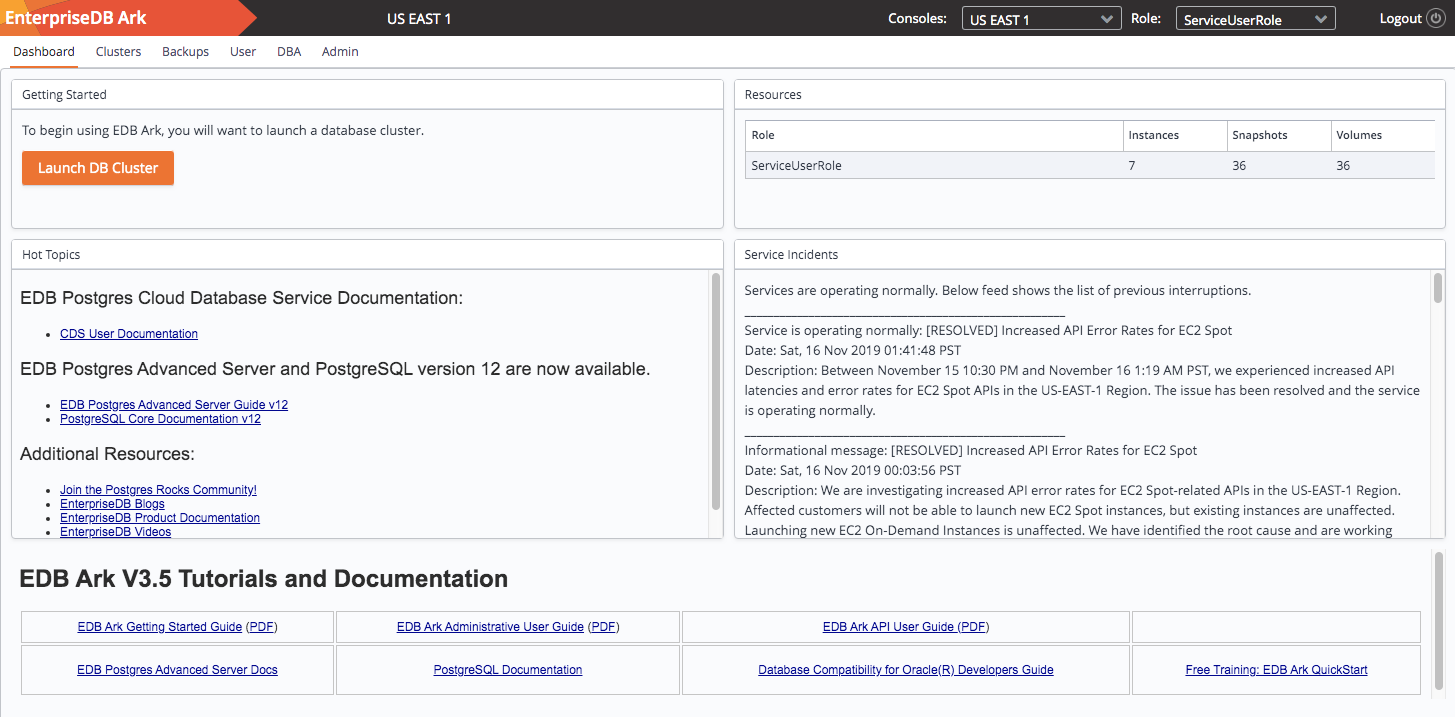 EnterpriseDB Ark
US EAST 1
Consoles:
US EAST 1
Role:
ServiceUserRole
Logout
Dashboard Clusters Backups User DBA Admin
Getting Started
To begin using EDB Ark, you will want to launch a database cluster.
Launch DB Cluster
Resources
Role Instances Snapshots Volumes
ServiceUserRole 7 36 36
Hot Topics
EDB Postgres Cloud Database Service Documentation:
• CDS User Documentation
EDB Postgres Advanced Server and PostgreSQL version 12 are now available.
• EDB Postgres Advanced Server Guide v12
• PostgreSQL Core Documentation v12
Additional Resources:
• Join the Postgres Rocks Community!
• EnterpriseDB Blogs
• EnterpriseDB Product Documentation
• EnterpriseDB Videos
Service Incidents
Services are operating normally. Below feed shows the list of previous interruptions.
Service is operating normally: [RESOLVED] Increased API Error Rates for EC2 Spot
Date: Sat, 16 Nov 2019 01:41:48 PST
Description: Between November 15 10:30 PM and November 16 1:19 AM PST, we experienced increased API
latencies and error rates for EC2 Spot APIs in the US-EAST-1 Region. The issue has been resolved and the service
is operating normally.
Informational message: [RESOLVED] Increased API Error Rates for EC2 Spot
Date: Sat, 16 Nov 2019 00:03:56 PST
Description: We are investigating increased API error rates for EC2 Spot-related APIs in the US-EAST-1 Region.
Affected customers will not be able to launch new EC2 Spot instances, but existing instances are unaffected.
Launching new EC2 On-Demand Instances is unaffected. We have identified the root cause and are working
EDB Ark V3.5 Tutorials and Documentation
EDB Ark Getting Started Guide (PDF)
EDB Ark Administrative User Guide (PDF)
EDB Ark API User Guide (PDF)
EDB Postgres Advanced Server Docs
PostgreSQL Documentation
Database Compatibility for Oracle(R) Developers Guide
Free Training: EDB Ark QuickStart